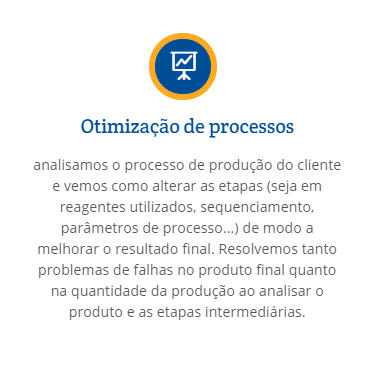 Otimização de processos
analisamos o processo de produção do cliente
e vemos como alterar as etapas (seja em
reagentes utilizados, sequenciamento,
parâmetros de processo...) de modo a
melhorar o resultado final. Resolvemos tanto
problemas de falhas no produto final quanto
na quantidade da produção ao analisar o
produto e as etapas intermediárias.